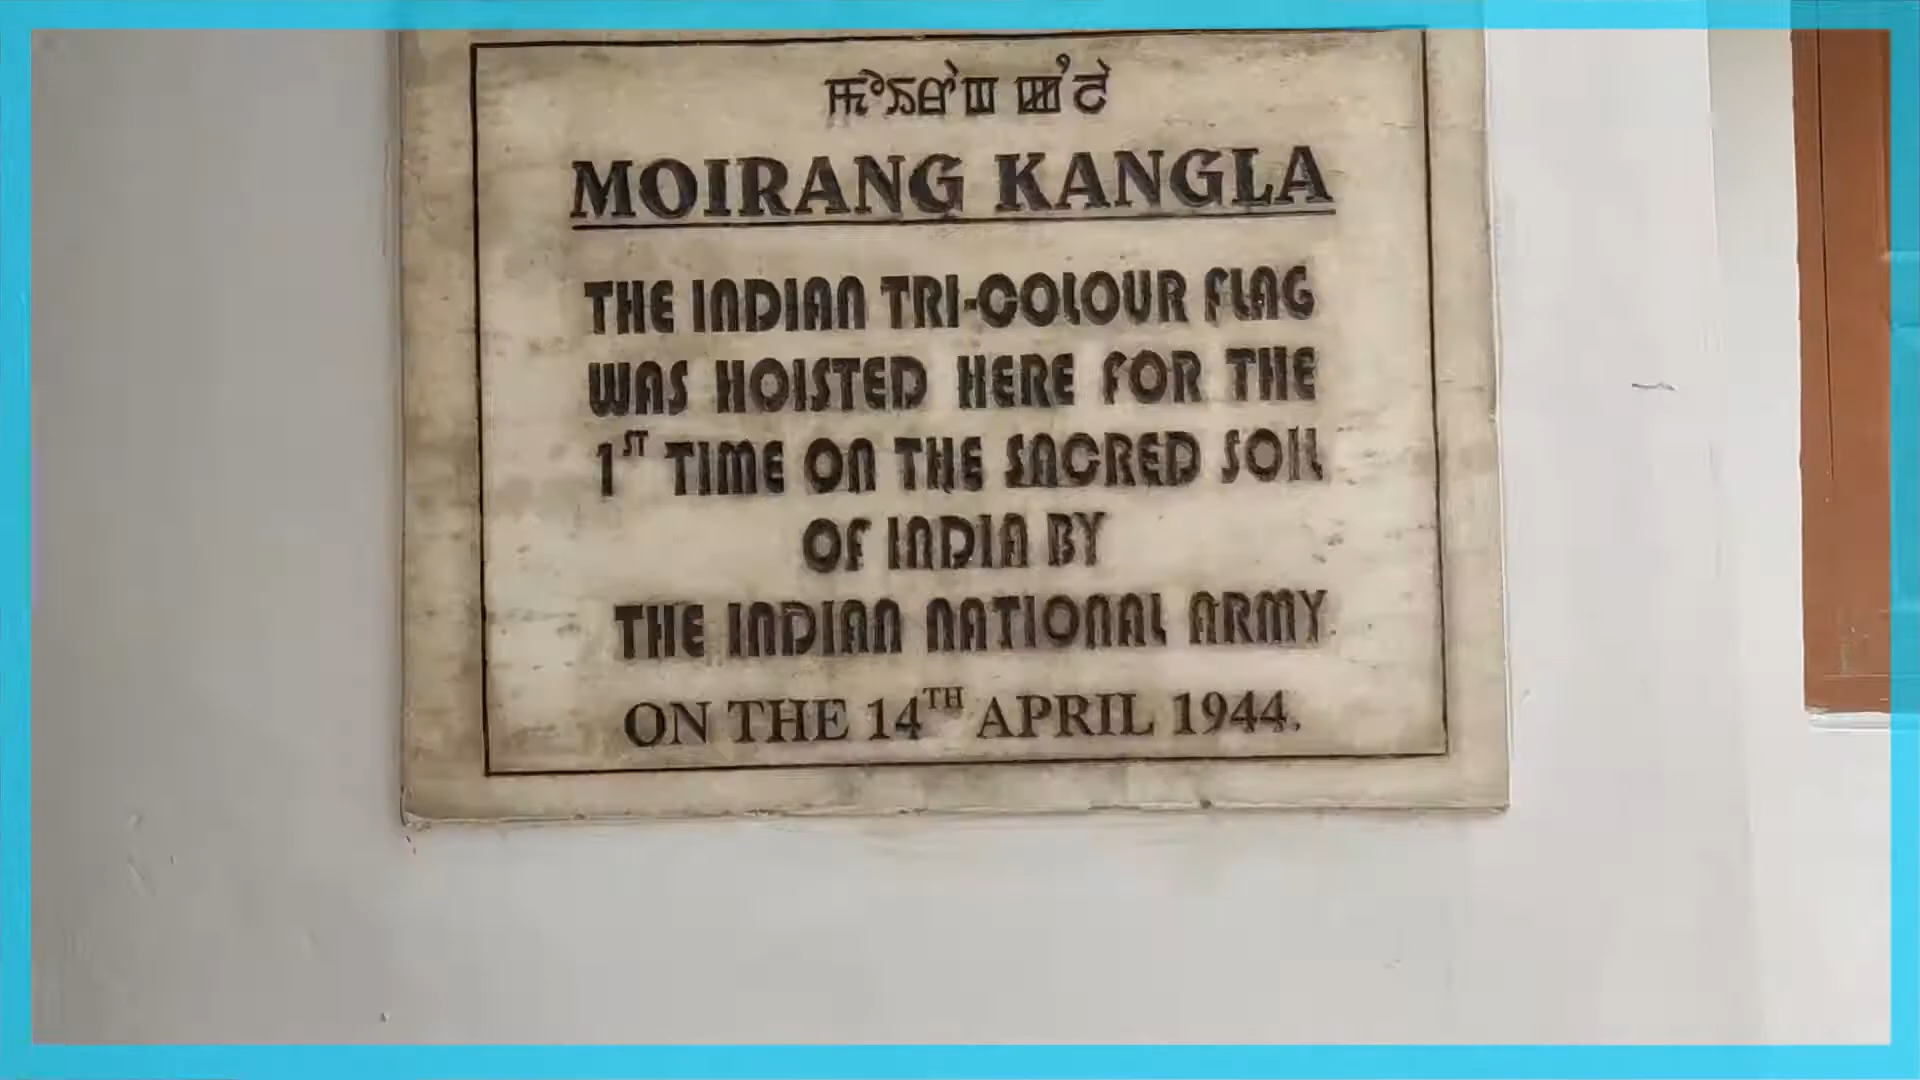 ꯃꯣꯢꯔꯥꯡ ꯀꯪꯂꯥ
MOIRANG KANGLA
THE INDIAN TRI-COLOUR FLAG
WAS HOISTED HERE FOR THE
1ST TIME ON THE SACRED SOIL
OF INDIA BY
THE INDIAN NATIONAL ARMY
ON THE 14TH APRIL 1944.